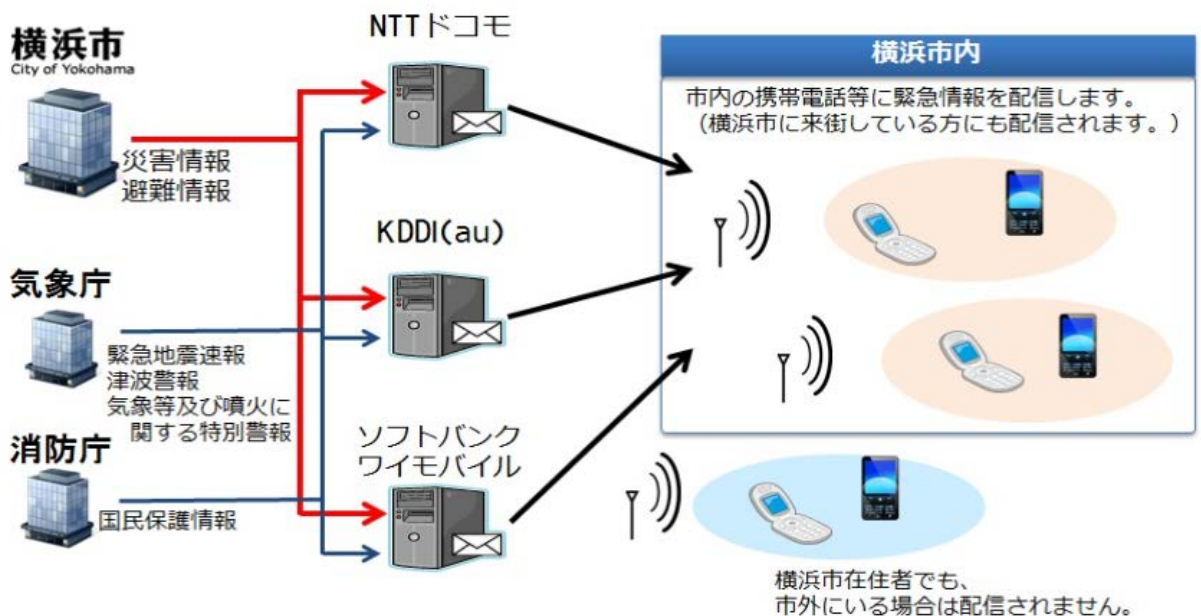 横浜市
City of Yokohama
災害情報
避難情報
気象庁
緊急地震速報
津波警報
気象等及び噴火に
関する特別警報
消防庁
国民保護情報
NTTドコモ
KDDI(au)
ソフトバンク
ワイモバイル
横浜市内
市内の携帯電話等に緊急情報を配信します。
（横浜市に来街している方にも配信されます。）
横浜市在住者でも、
市外にいる場合は配信されません。